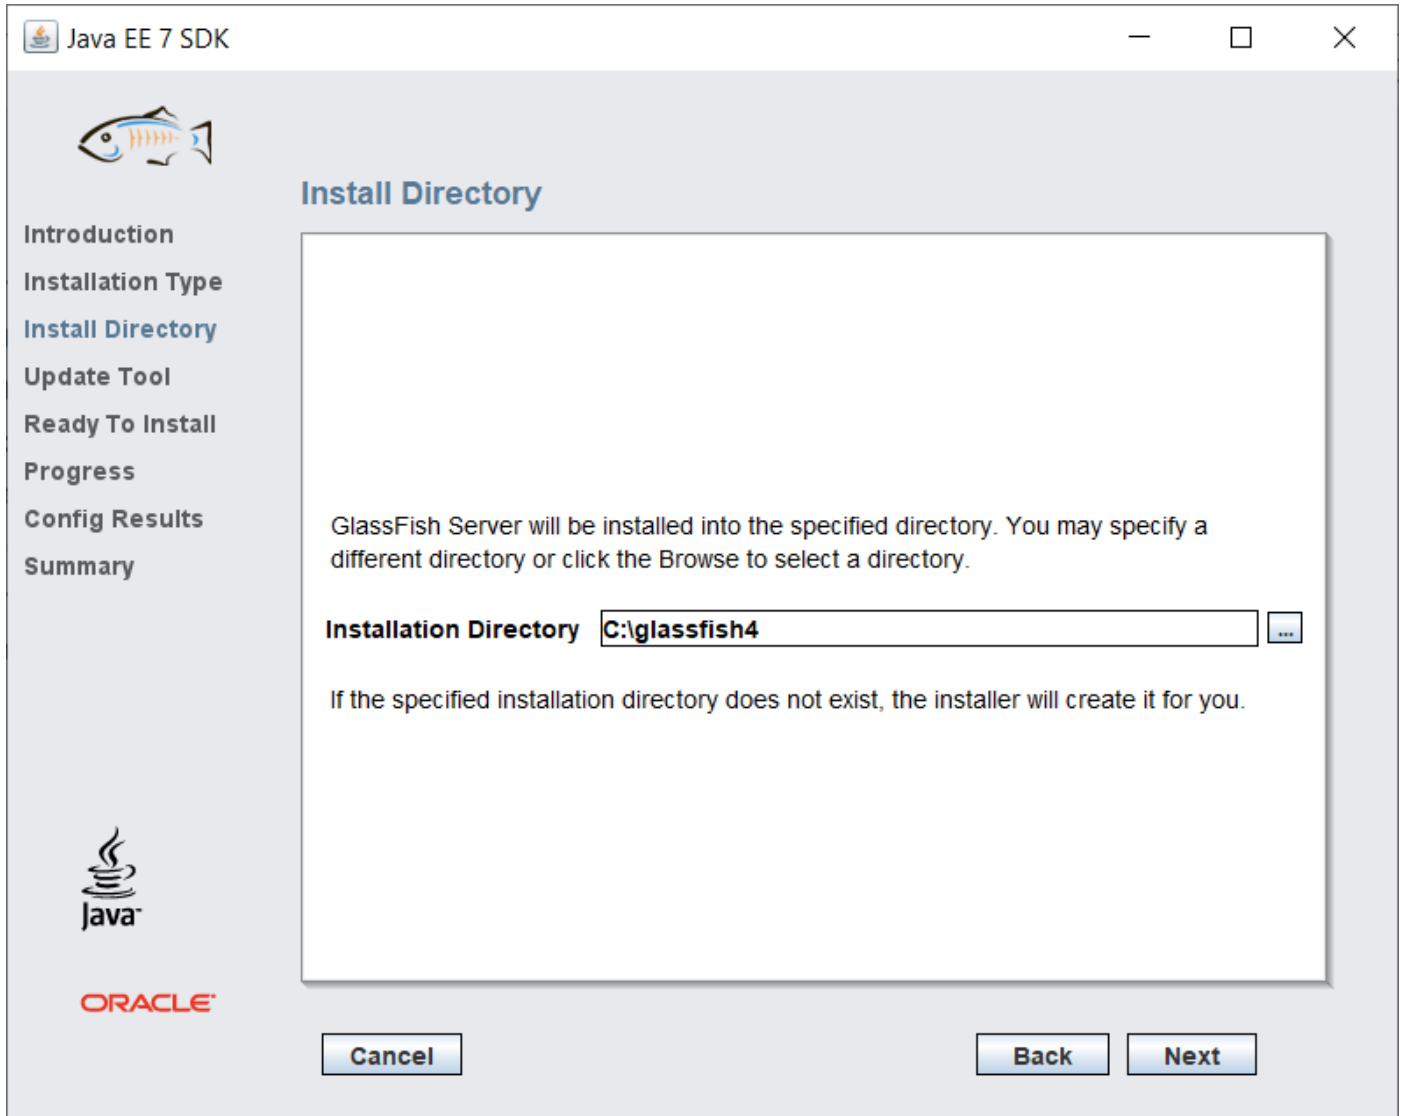 Java EE 7 SDK
Install Directory
Introduction
Installation Type
Install Directory
Update Tool
Ready To Install
Progress
Config Results
Summary
GlassFish Server will be installed into the specified directory. You may specify a
different directory or click the Browse to select a directory.
Installation Directory C:\glassfish4 ...
If the specified installation directory does not exist, the installer will create it for you.
Java™
ORACLE
Cancel Back Next